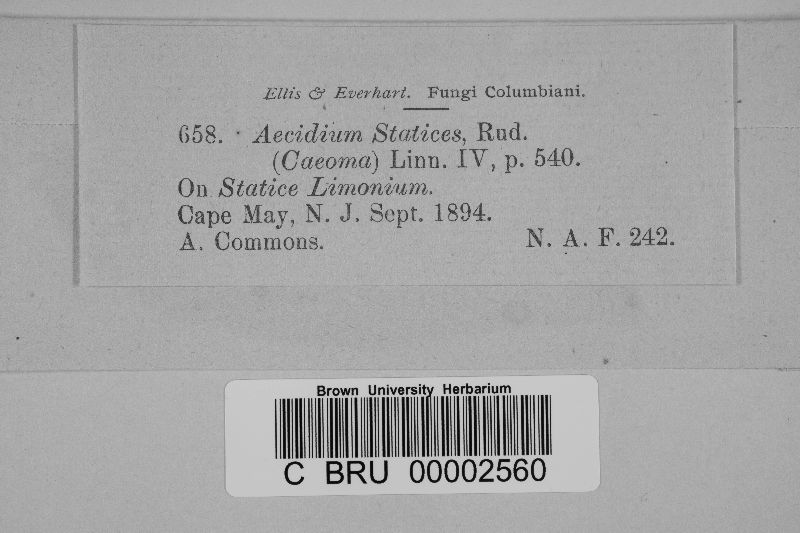 Ellis & Everhart. Fungi Columbiani.
658. · Aecidium Statices, Rud.
(Caeoma) Linn. IV, p. 540.
On Statice Limonium.
Cape May, N. J. Sept. 1894.
A. Commons. N. A. F. 242.
Brown University Herbarium
C BRU 00002560